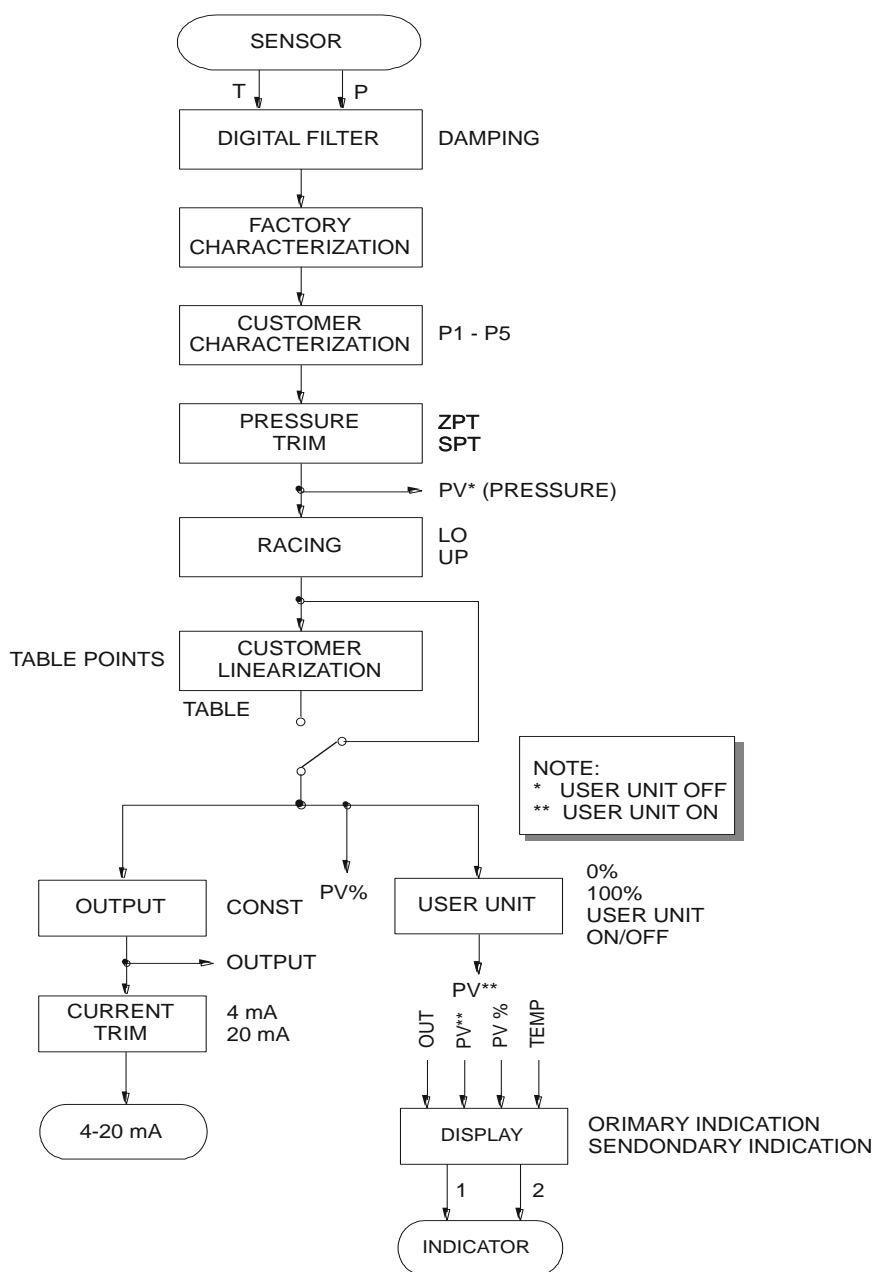 SENSOR
T
P
DIGITAL FILTER
DAMPING
FACTORY
CHARACTERIZATION
CUSTOMER
CHARACTERIZATION
P1 - P5
PRESSURE
TRIM
ZPT
SPT
PV* (PRESSURE)
RACING
LO
UP
TABLE POINTS
CUSTOMER
LINEARIZATION
TABLE
NOTE:
* USER UNIT OFF
** USER UNIT ON
OUTPUT
CONST
PV%
USER UNIT
0%
100%
USER UNIT
ON/OFF
OUTPUT
CURRENT
TRIM
4 mA
20 mA
PV**
OUT
PV**
PV %
TEMP
4-20 mA
DISPLAY
ORIMARY INDICATION
SENDONDARY INDICATION
1
2
INDICATOR